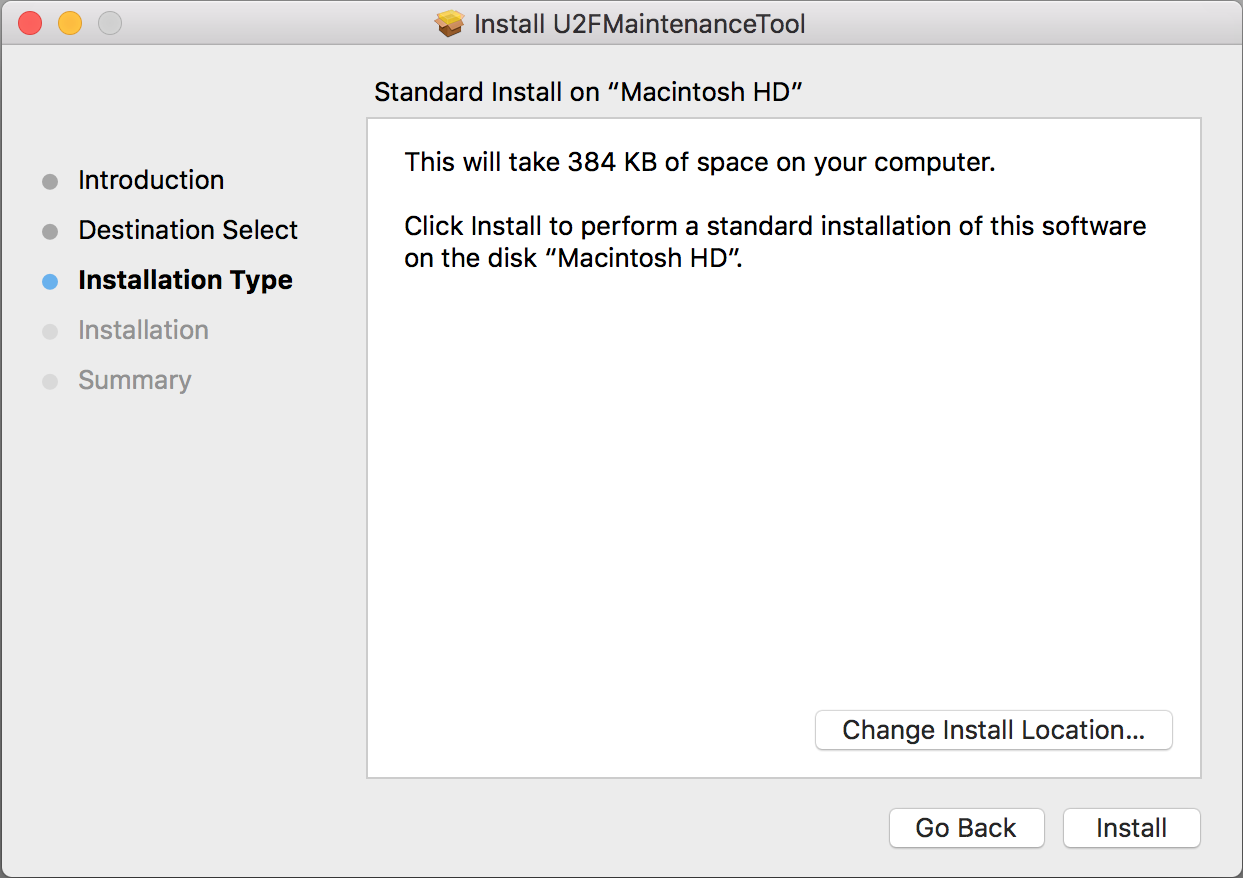 Install U2FMaintenanceTool
Standard Install on “Macintosh HD”
Introduction
Destination Select
Installation Type
Installation
Summary
This will take 384 KB of space on your computer.
Click Install to perform a standard installation of this software
on the disk “Macintosh HD”.
Change Install Location...
Go Back
Install